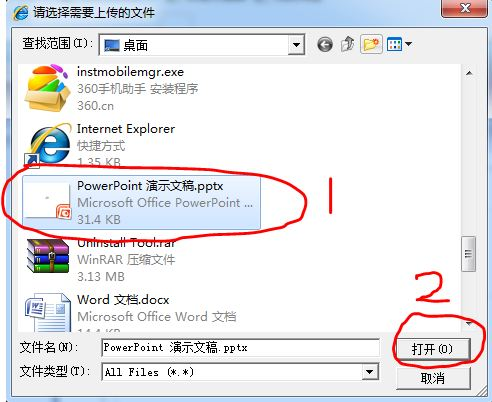 请选择需要上传的文件
查找范围(I): 桌面
instmobilemgr.exe
360手机助手 安装程序
360.cn
Internet Explorer
快捷方式
1.35 KB
PowerPoint 演示文稿.pptx
Microsoft Office PowerPoint ...
31.4 KB
1
Uninstall Tool.rar
WinRAR 压缩文件
3.13 MB
Word 文档.docx
Microsoft Office Word 文档
14.4 KB
2
文件名(N): PowerPoint 演示文稿.pptx 打开(O)
文件类型(T): All Files (*.*) 取消